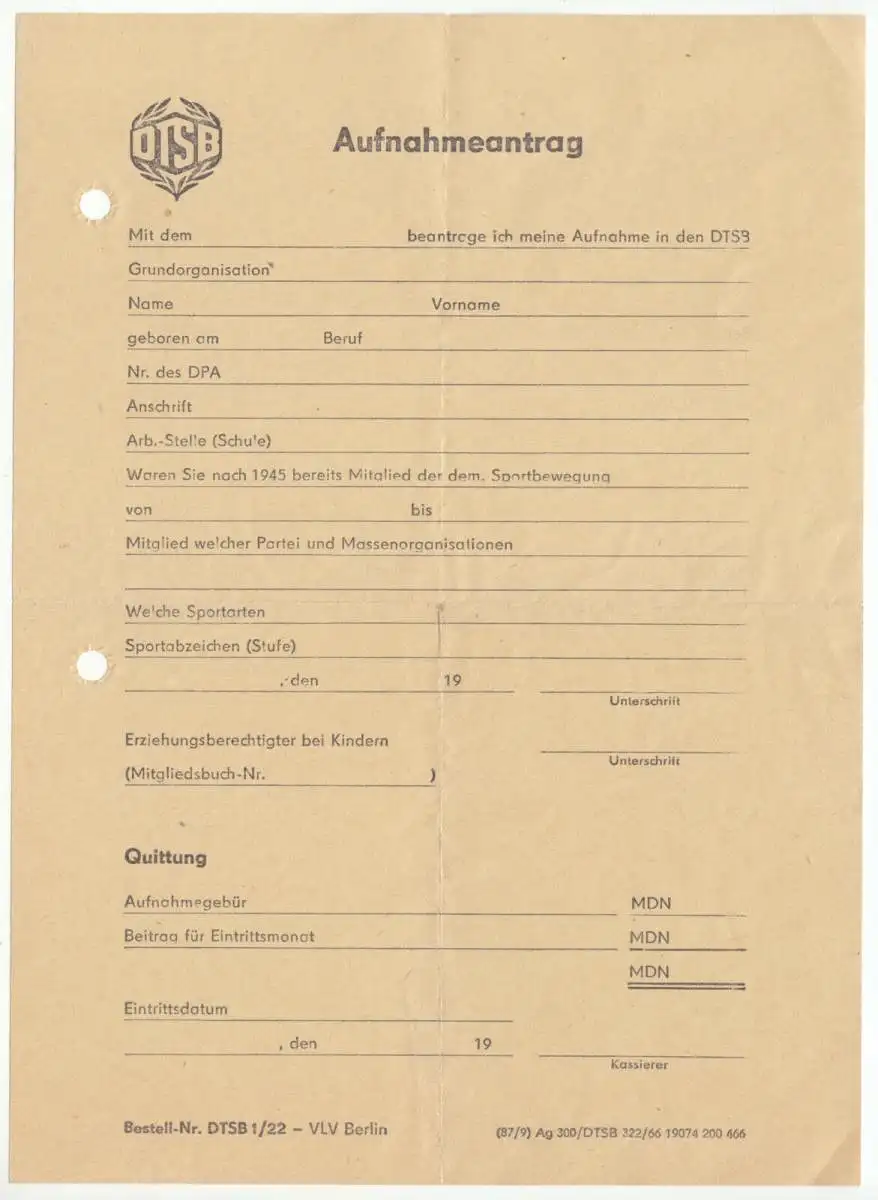 DTSB
Aufnahmeantrag
Mit dem beantrage ich meine Aufnahme in den DTSB
Grundorganisation
Name Vorname
geboren am Beruf
Nr. des DPA
Anschrift
Arb.-Stelle (Schule)
Waren Sie nach 1945 bereits Mitglied der dem. Sportbewegung
von bis
Mitglied welcher Partei und Massenorganisationen
Welche Sportarten
Sportabzeichen (Stufe)
, den 19
Unterschrift
Erziehungsberechtigter bei Kindern
Unterschrift
(Mitgliedsbuch-Nr. )
Quittung
Aufnahmegebür MDN
Beitrag für Eintrittsmonat MDN
MDN
Eintrittsdatum
, den 19
Kassierer
Bestell-Nr. DTSB 1/22 – VLV Berlin (87/9) Ag 300/DTSB 322/66 19074 200 466